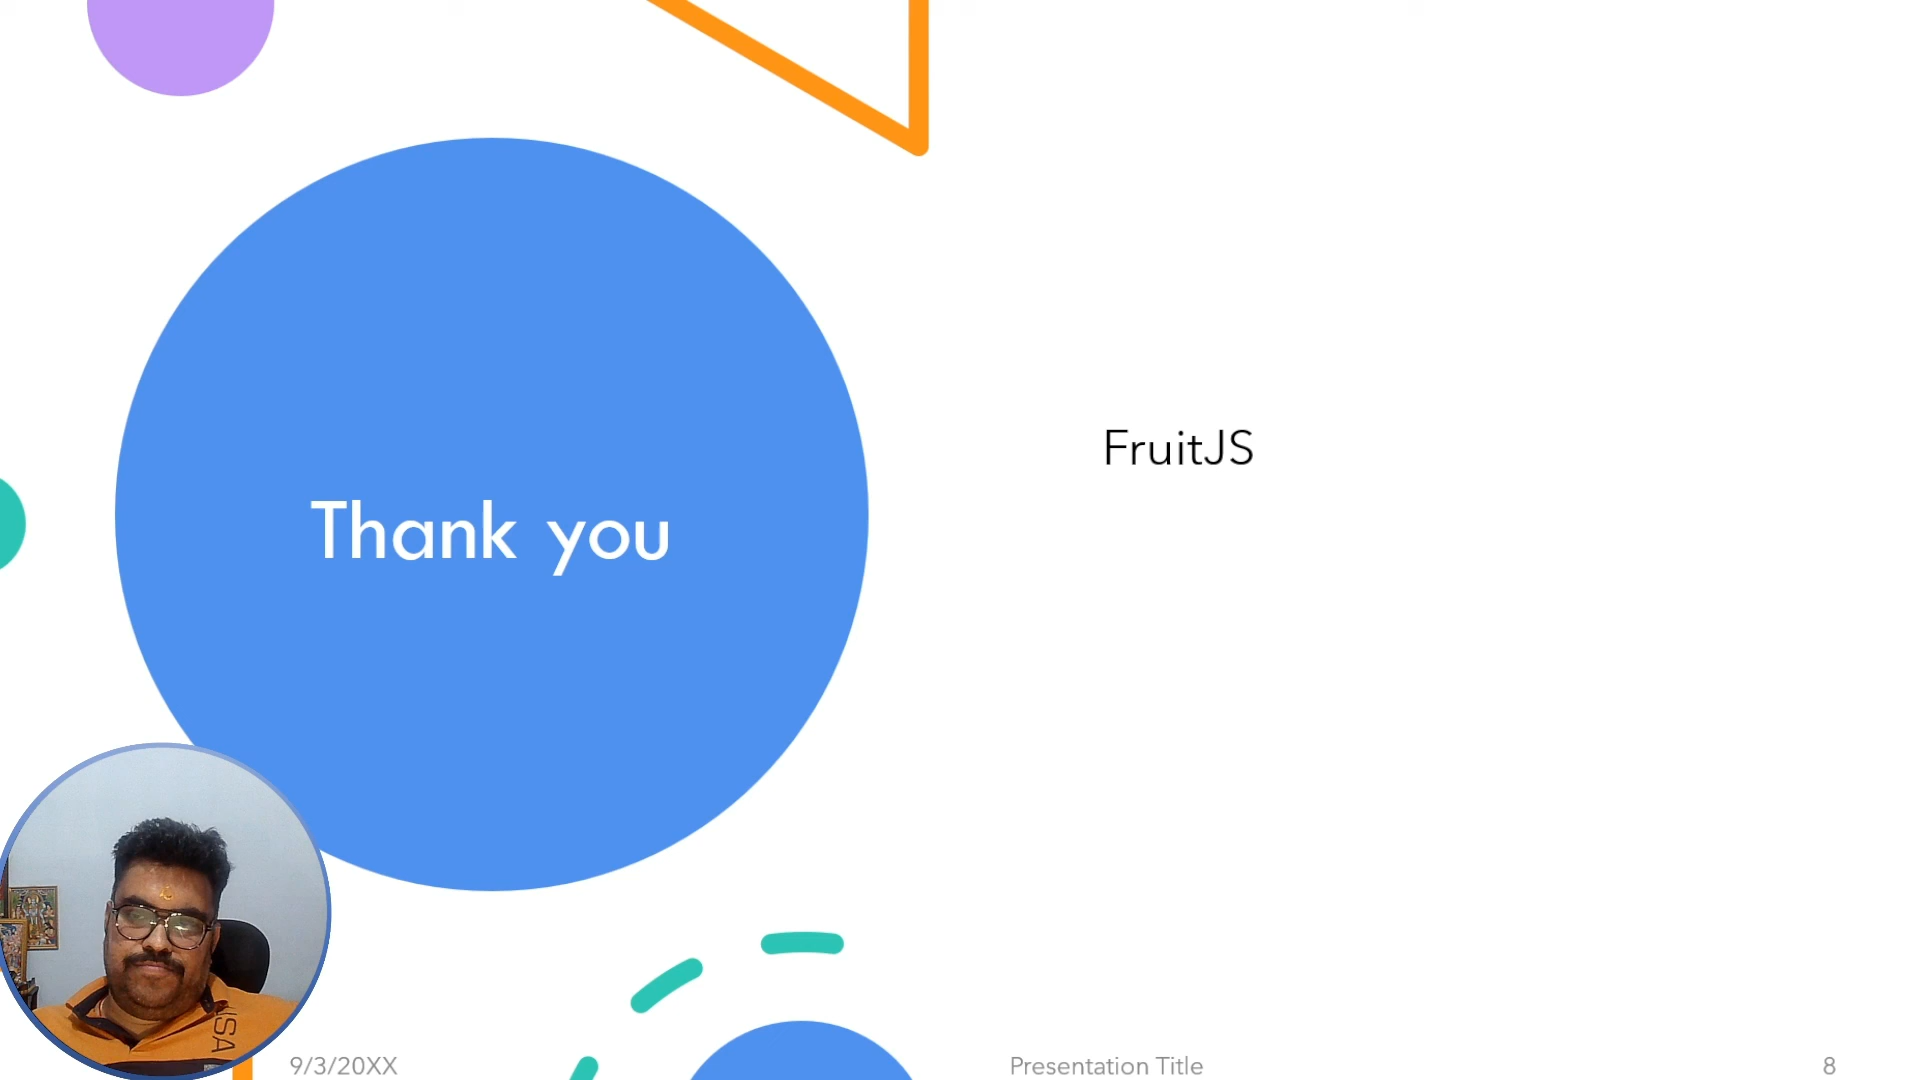 Thank you
FruitJS
9/3/20XX
Presentation Title
8